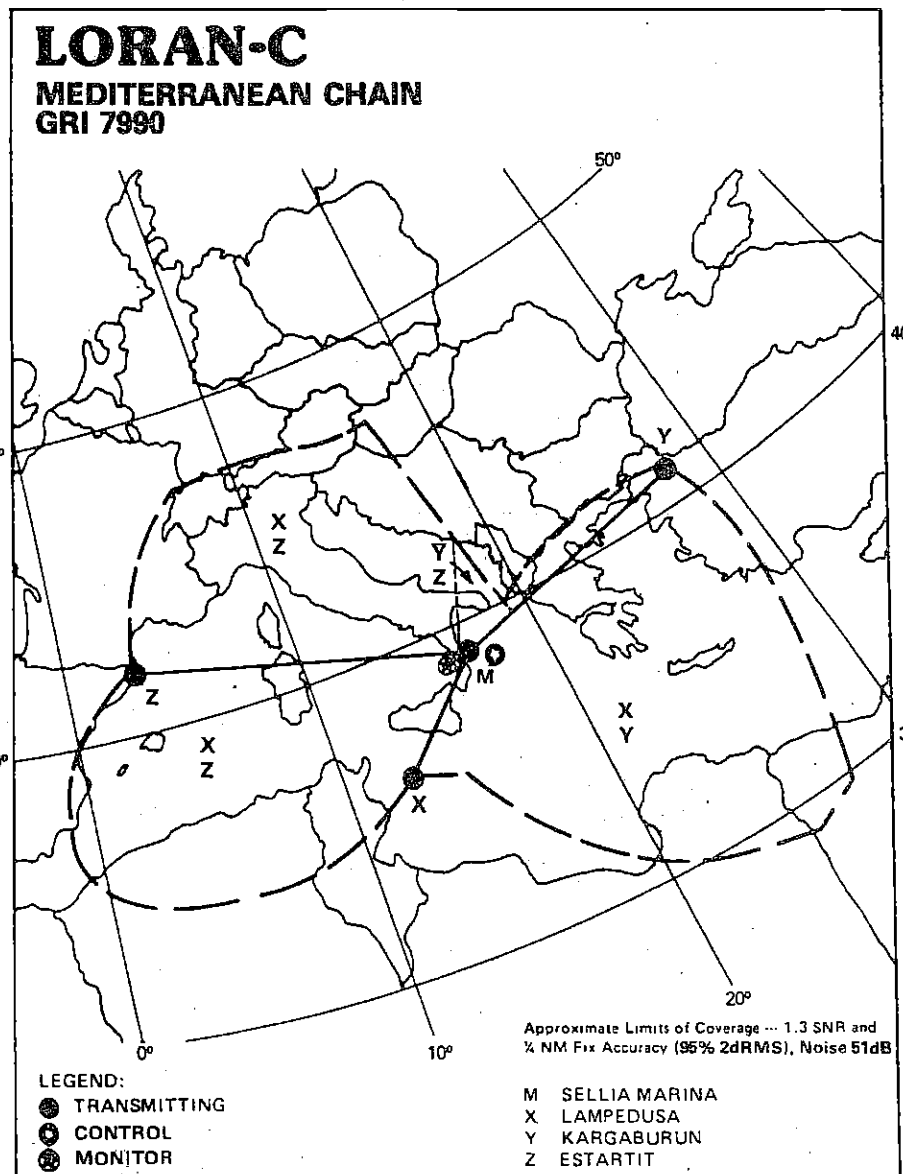 LORAN-C
MEDITERRANEAN CHAIN
GRI 7990
50°
40
Y
X
Z
Y
Z
M
Z
X
Y
X
Z
X
20°
0°
10°
Approximate Limits of Coverage --- 1.3 SNR and
¼ NM Fix Accuracy (95% 2dRMS), Noise 51dB
LEGEND:
TRANSMITTING
CONTROL
MONITOR
M SELLIA MARINA
X LAMPEDUSA
Y KARGABURUN
Z ESTARTIT